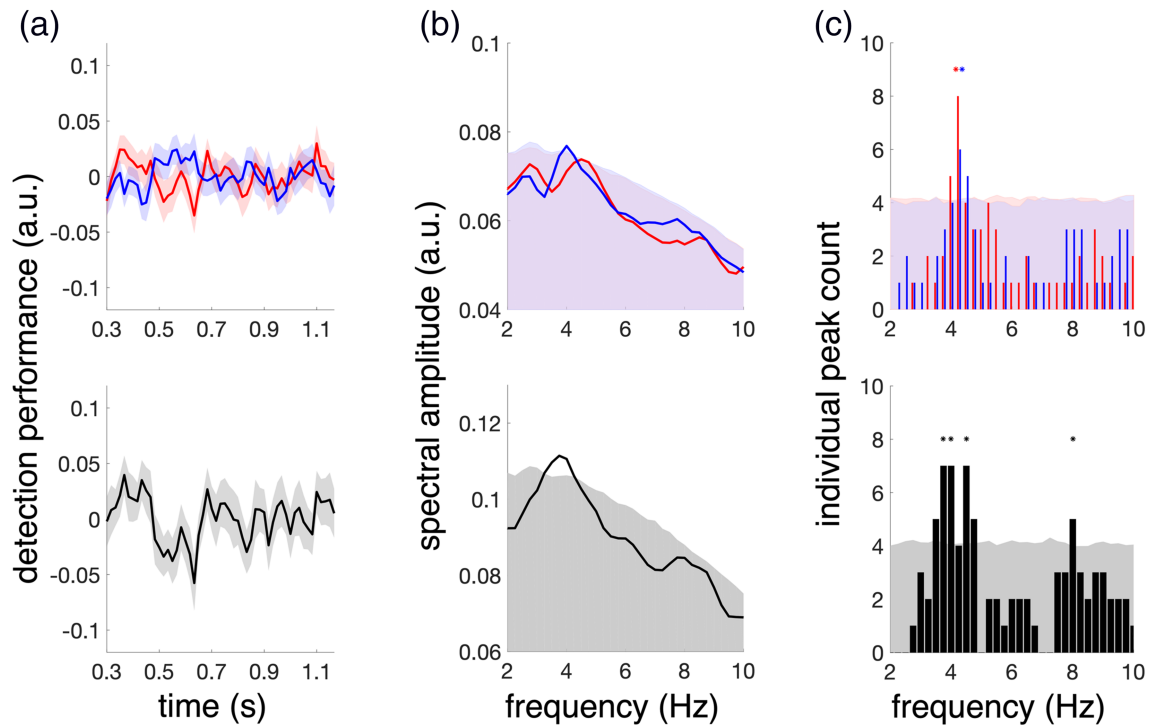 (a)
(b)
(c)
detection performance (a.u.)
0.1
0.05
0
-0.05
-0.1
0.3 0.5 0.7 0.9 1.1
0.1
0.05
0
-0.05
-0.1
0.3 0.5 0.7 0.9 1.1
time (s)
spectral amplitude (a.u.)
0.1
0.08
0.06
0.04
2 4 6 8 10
0.12
0.1
0.08
0.06
2 4 6 8 10
frequency (Hz)
individual peak count
10
8
6
4
2
0
2 4 6 8 10
* *
10
8
6
4
2
0
2 4 6 8 10
* * * *
frequency (Hz)